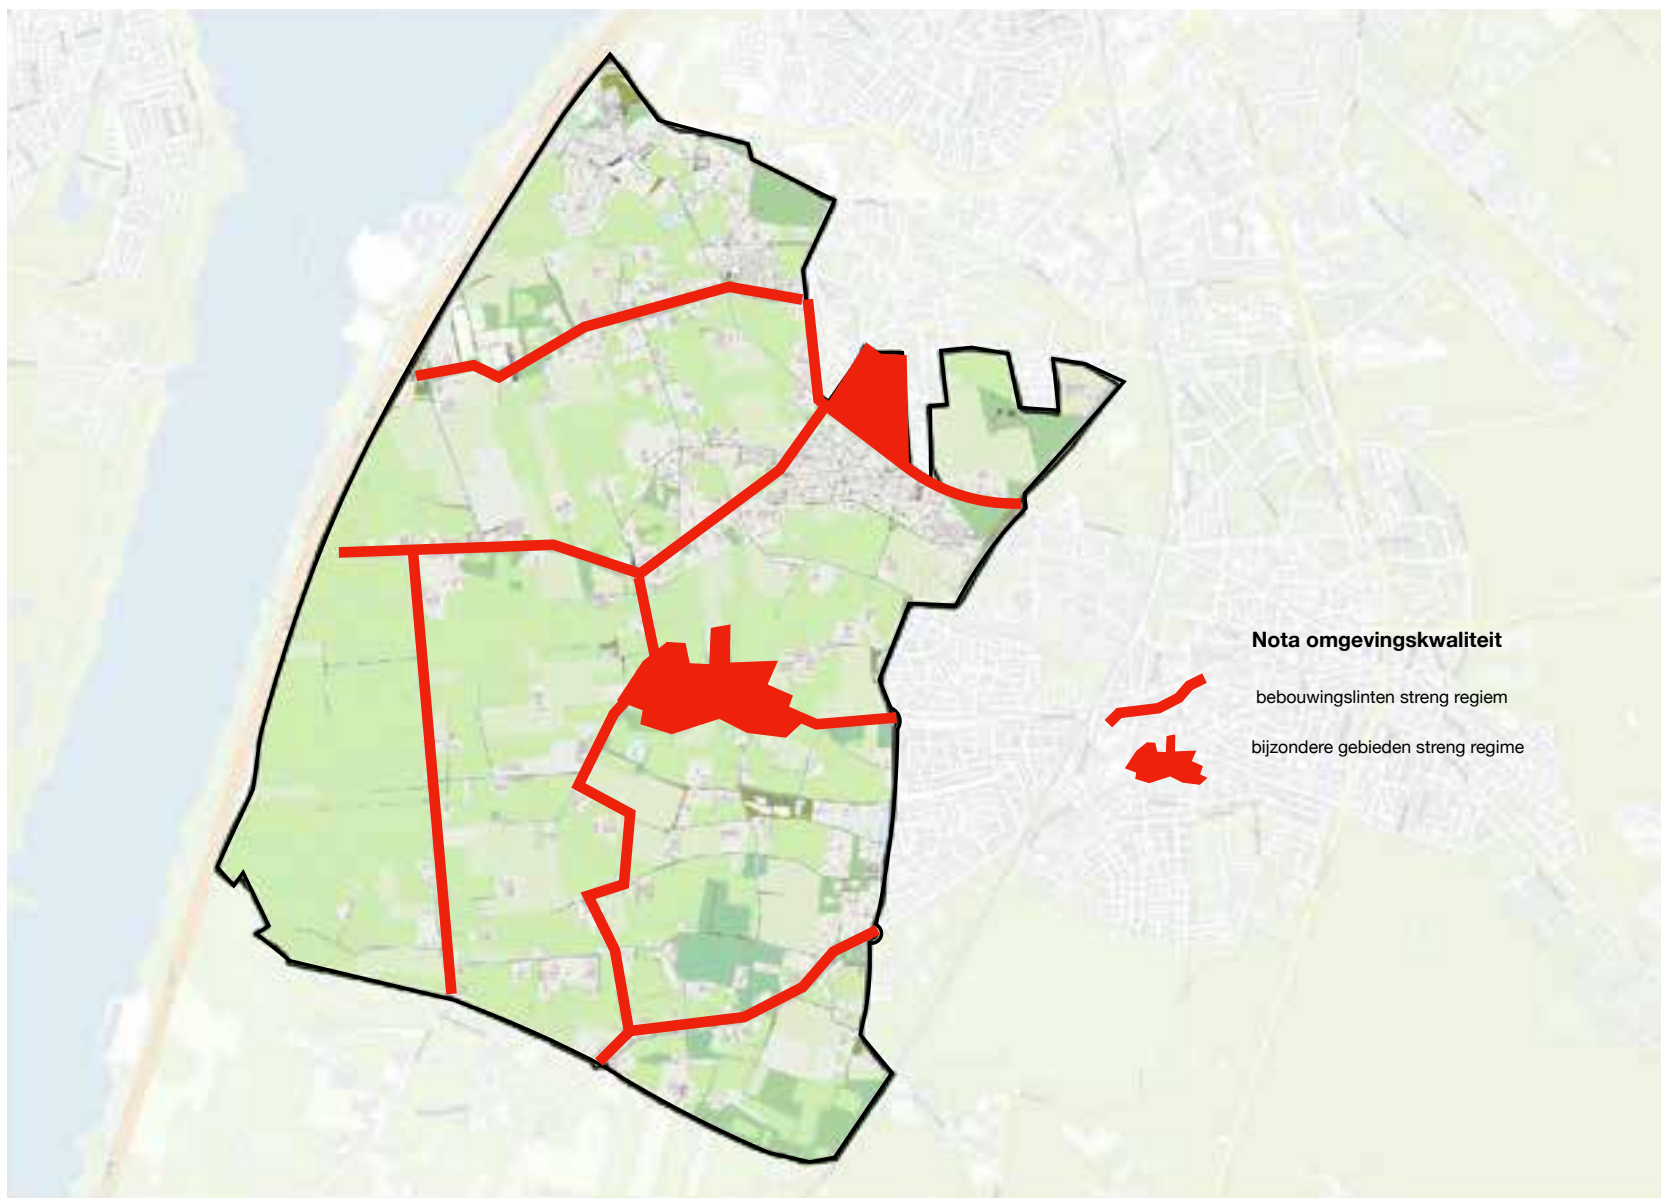 Nota omgevingskwaliteit
bebouwingslinten streng regiem
bijzondere gebieden streng regime